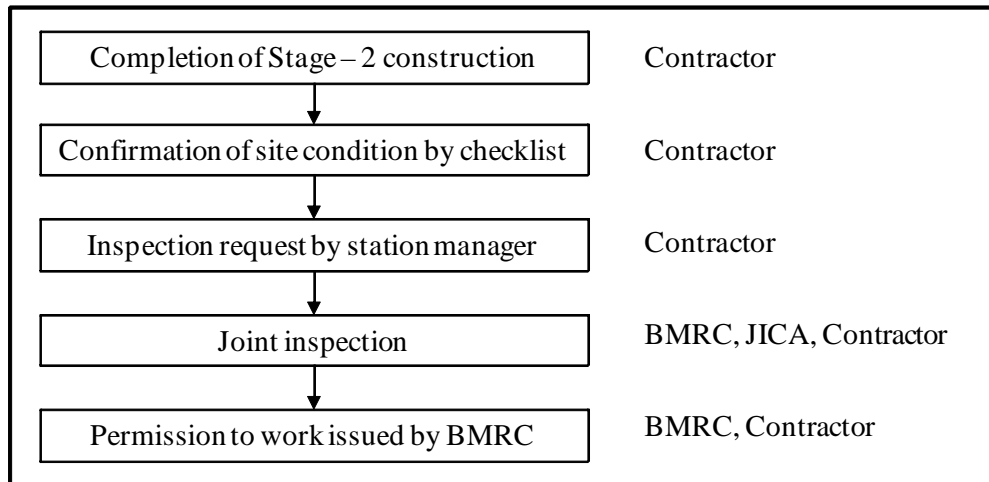 Completion of Stage – 2 construction Contractor
Confirmation of site condition by checklist Contractor
Inspection request by station manager Contractor
Joint inspection BMRC, JICA, Contractor
Permission to work issued by BMRC BMRC, Contractor